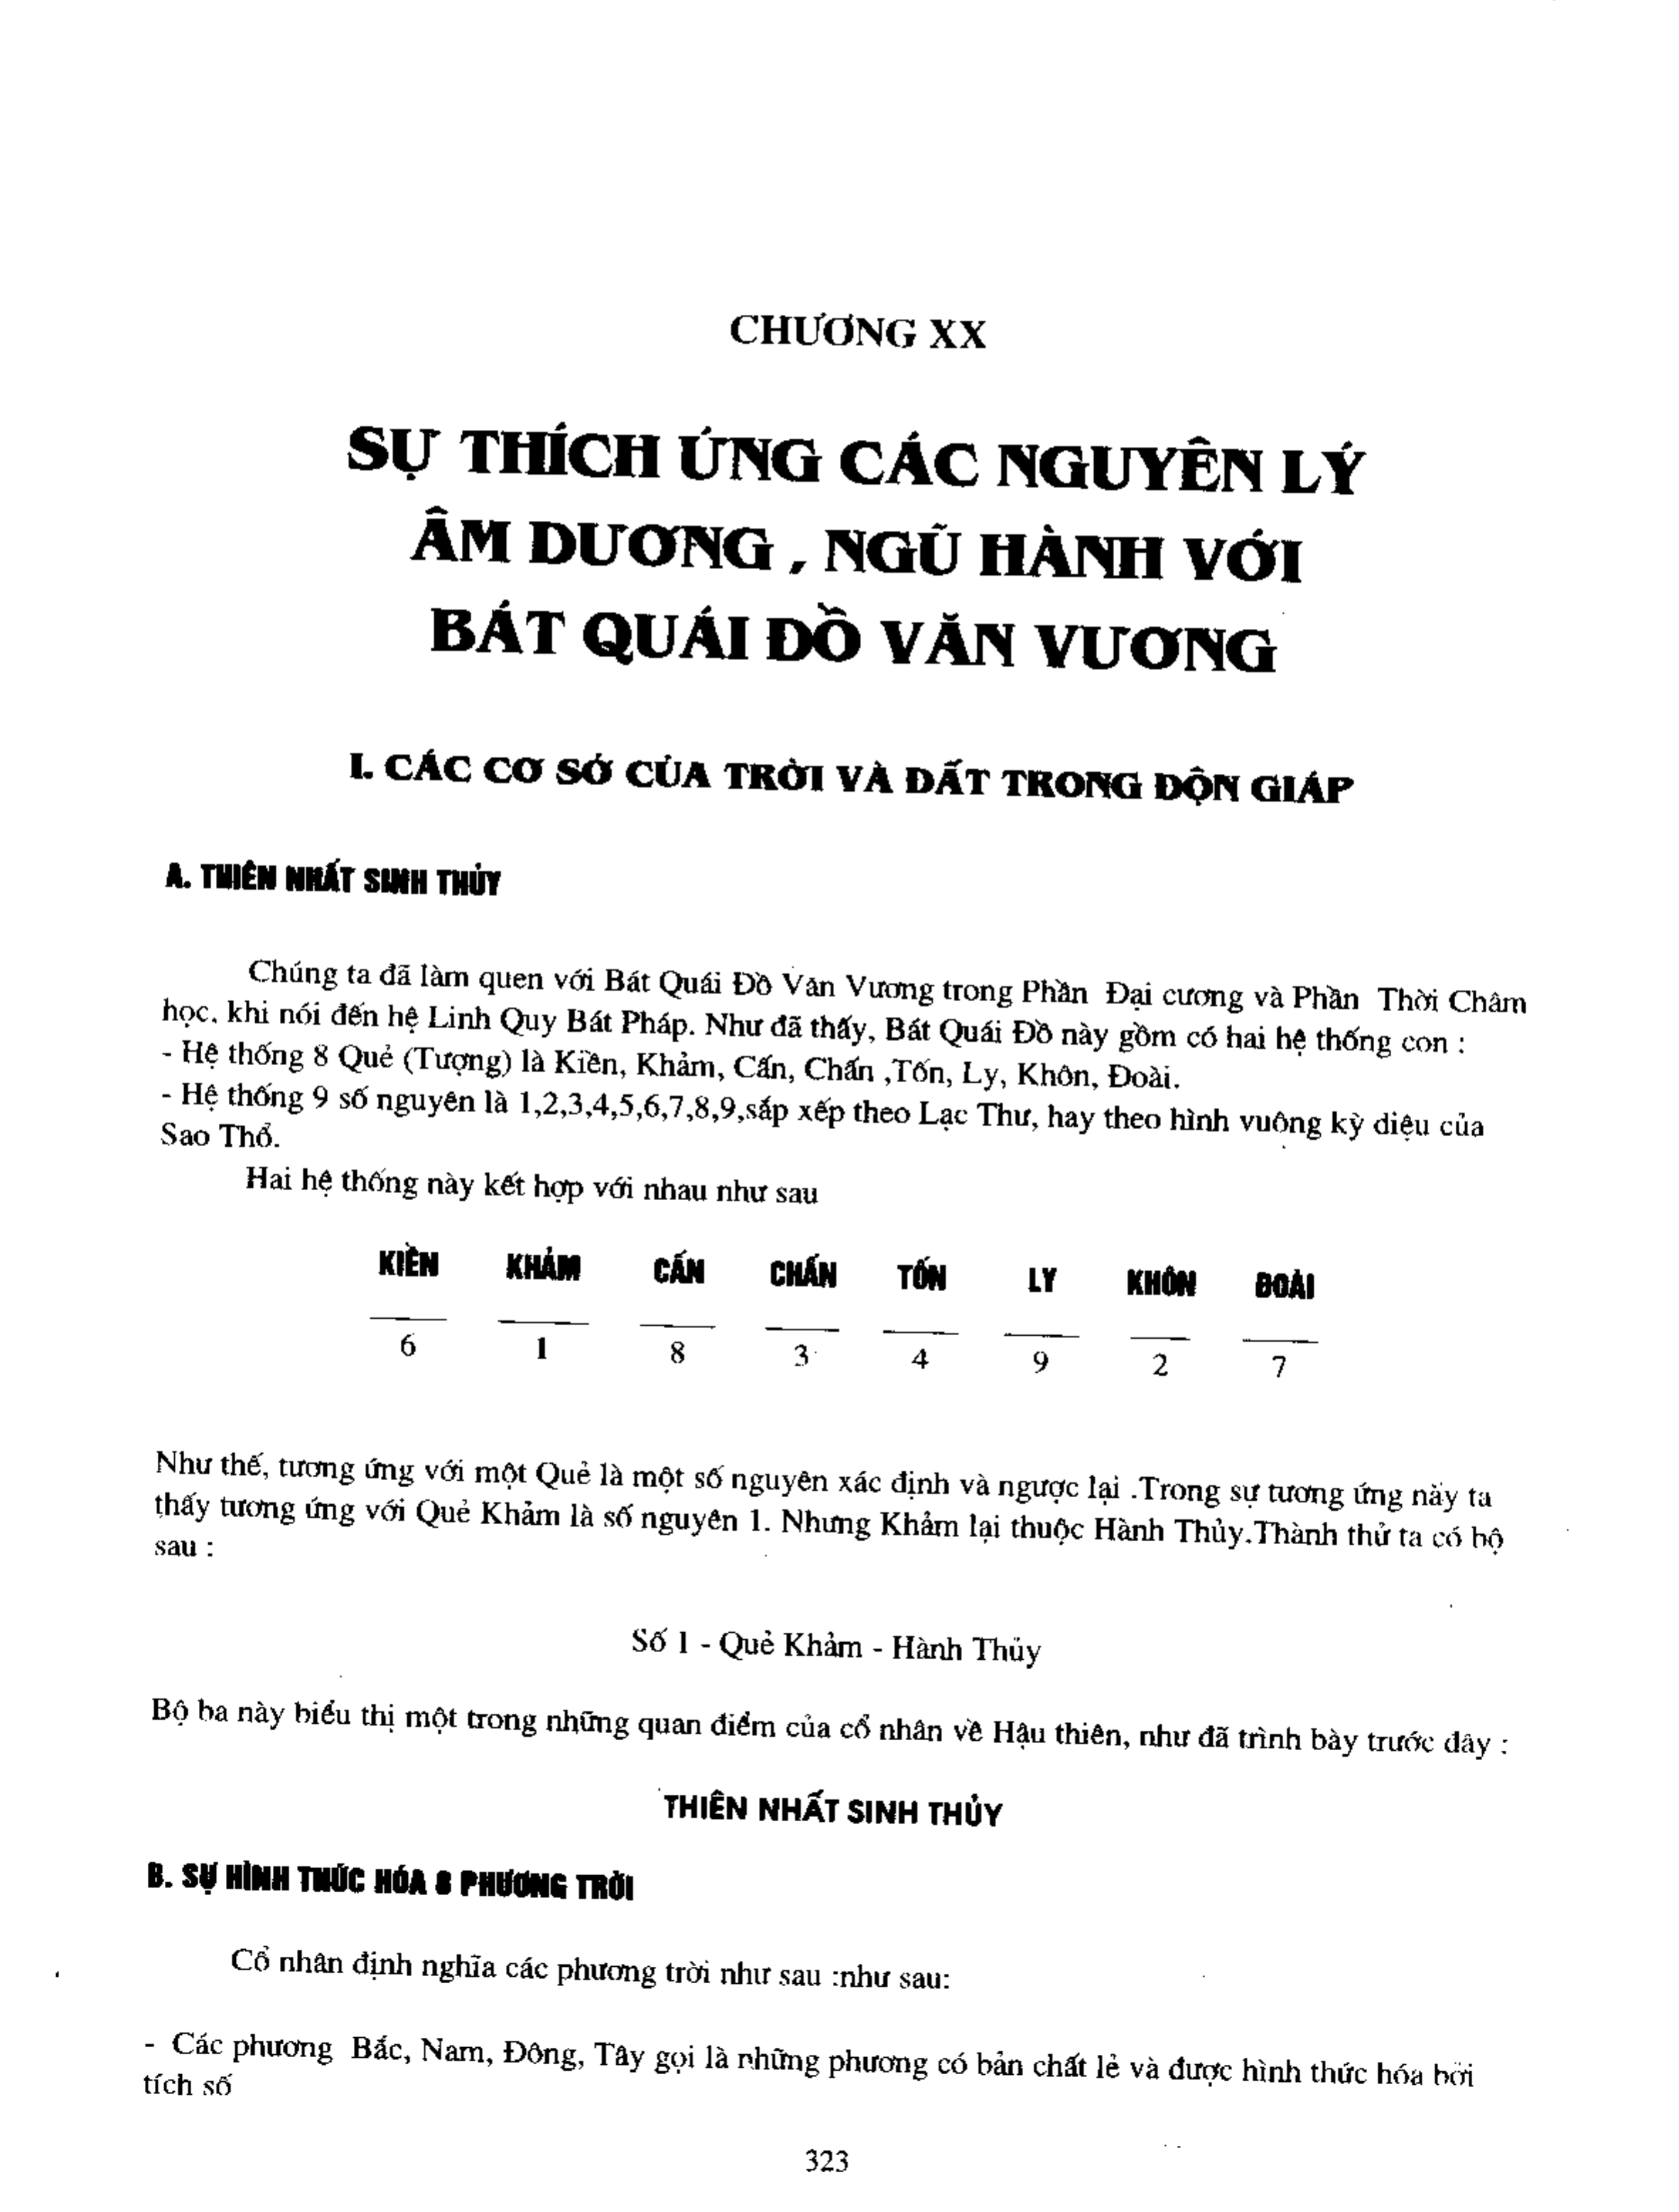 CHƯƠNG XX
SỰ THÍCH ỨNG CÁC NGUYÊN LÝ
ÂM DƯƠNG , NGŨ HÀNH VỚI
BÁT QUÁI ĐỒ VĂN VƯƠNG
I. CÁC CƠ SỞ CỦA TRỜI VÀ ĐẤT TRONG ĐỘN GIÁP
A. THIÊN NHẤT SINH THỦY
Chúng ta đã làm quen với Bát Quái Đồ Văn Vương trong Phần Đại cương và Phần Thời Châm
học, khi nói đến hệ Linh Quy Bát Pháp. Như đã thấy, Bát Quái Đồ này gồm có hai hệ thống con :
- Hệ thống 8 Quẻ (Tượng) là Kiền, Khảm, Cấn, Chấn ,Tốn, Ly, Khôn, Đoài.
- Hệ thống 9 số nguyên là 1,2,3,4,5,6,7,8,9,sắp xếp theo Lạc Thư, hay theo hình vuông kỳ diệu của
Sao Thổ.
Hai hệ thống này kết hợp với nhau như sau
KIỀN KHẢM CẤN CHẤN TỐN LY KHÔN ĐOÀI
6 1 8 3 4 9 2 7
Như thế, tương ứng với một Quẻ là một số nguyên xác định và ngược lại .Trong sự tương ứng này ta
thấy tương ứng với Quẻ Khảm là số nguyên 1. Nhưng Khảm lại thuộc Hành Thủy.Thành thử ta có bộ
sau :
Số 1 - Quẻ Khảm - Hành Thủy
Bộ ba này biểu thị một trong những quan điểm của cổ nhân về Hậu thiên, như đã trình bày trước đây :
THIÊN NHẤT SINH THỦY
B. SỰ HÌNH THỨC HÓA 8 PHƯƠNG TRỜI
Cổ nhân định nghĩa các phương trời như sau :như sau:
- Các phương Bắc, Nam, Đông, Tây gọi là những phương có bản chất lẻ và được hình thức hóa bởi
tích số
323